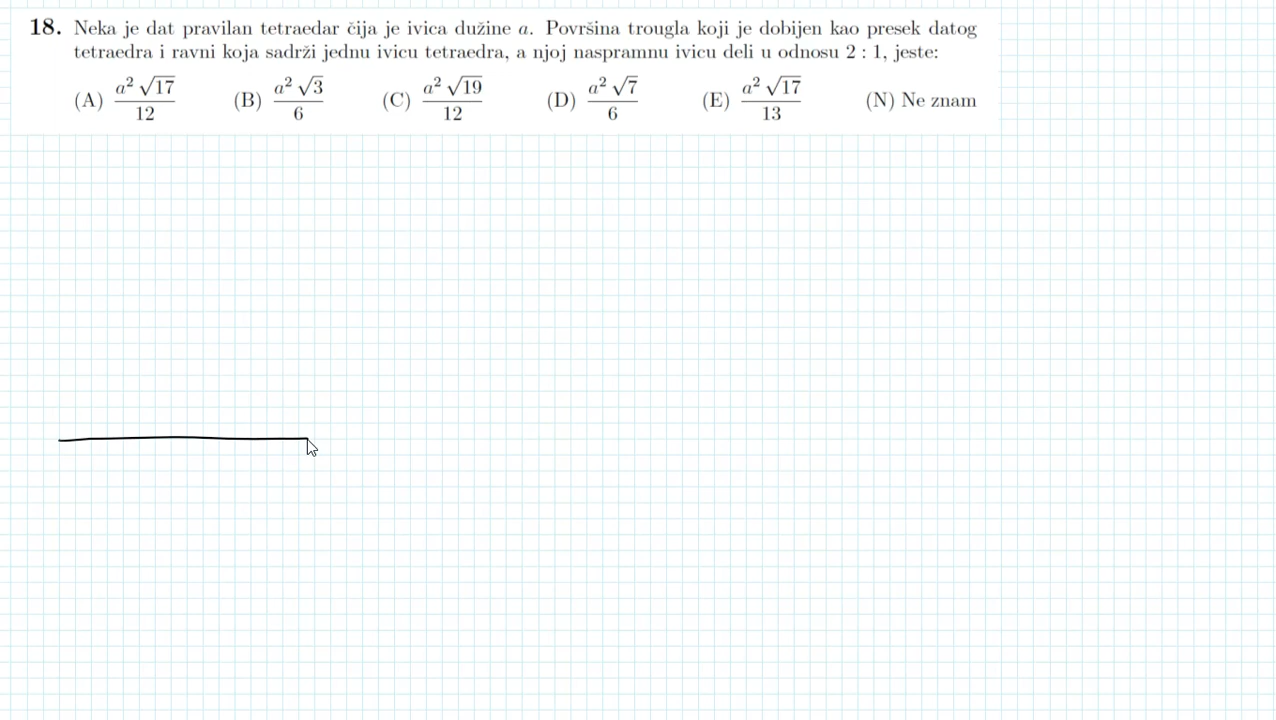 18. Neka je dat pravilan tetraedar čija je ivica dužine a. Površina trougla koji je dobijen kao presek datog
tetraedra i ravni koja sadrži jednu ivicu tetraedra, a njoj naspramnu ivicu deli u odnosu 2 : 1, jeste:
(A) a² √17 / 12 (B) a² √3 / 6 (C) a² √19 / 12 (D) a² √7 / 6 (E) a² √17 / 13 (N) Ne znam